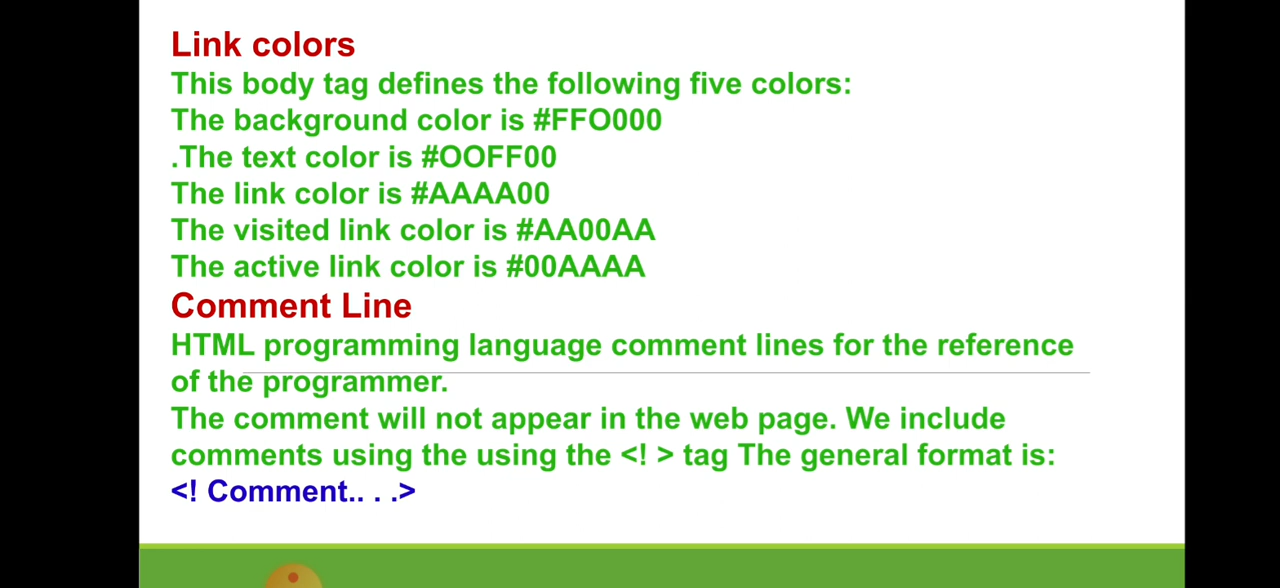 Link colors
This body tag defines the following five colors:
The background color is #FFO000
.The text color is #OOFF00
The link color is #AAAA00
The visited link color is #AA00AA
The active link color is #00AAAA
Comment Line
HTML programming language comment lines for the reference
of the programmer.
The comment will not appear in the web page. We include
comments using the using the <! > tag The general format is:
<! Comment.. . .>